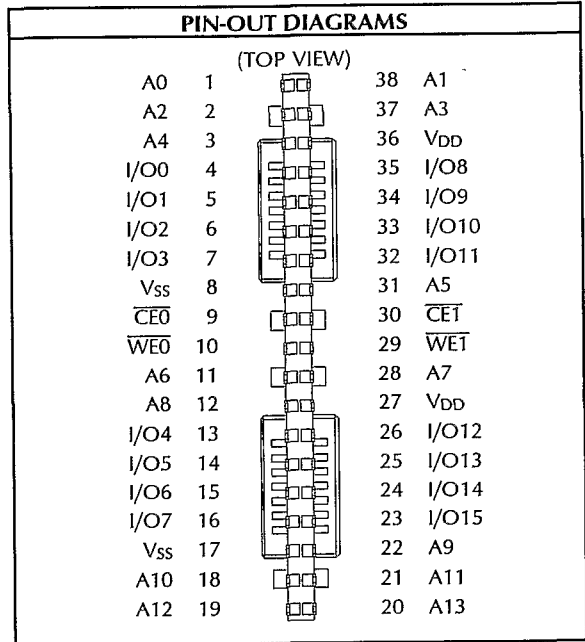 PIN-OUT DIAGRAMS
(TOP VIEW)
A0 1 38 A1
A2 2 37 A3
A4 3 36 VDD
I/O0 4 35 I/O8
I/O1 5 34 I/O9
I/O2 6 33 I/O10
I/O3 7 32 I/O11
VSS 8 31 A5
C̅E̅0̅ 9 30 C̅E̅1̅
W̅E̅0̅ 10 29 W̅E̅1̅
A6 11 28 A7
A8 12 27 VDD
I/O4 13 26 I/O12
I/O5 14 25 I/O13
I/O6 15 24 I/O14
I/O7 16 23 I/O15
VSS 17 22 A9
A10 18 21 A11
A12 19 20 A13